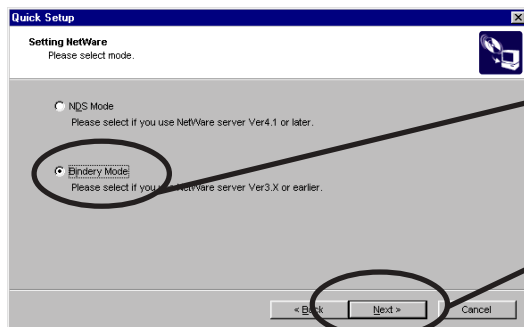 Quick Setup
Setting NetWare
Please select mode.
NDS Mode
Please select if you use NetWare server Ver4.1 or later.
Bindery Mode
Please select if you use NetWare server Ver3.X or earlier.
< Back
Next >
Cancel